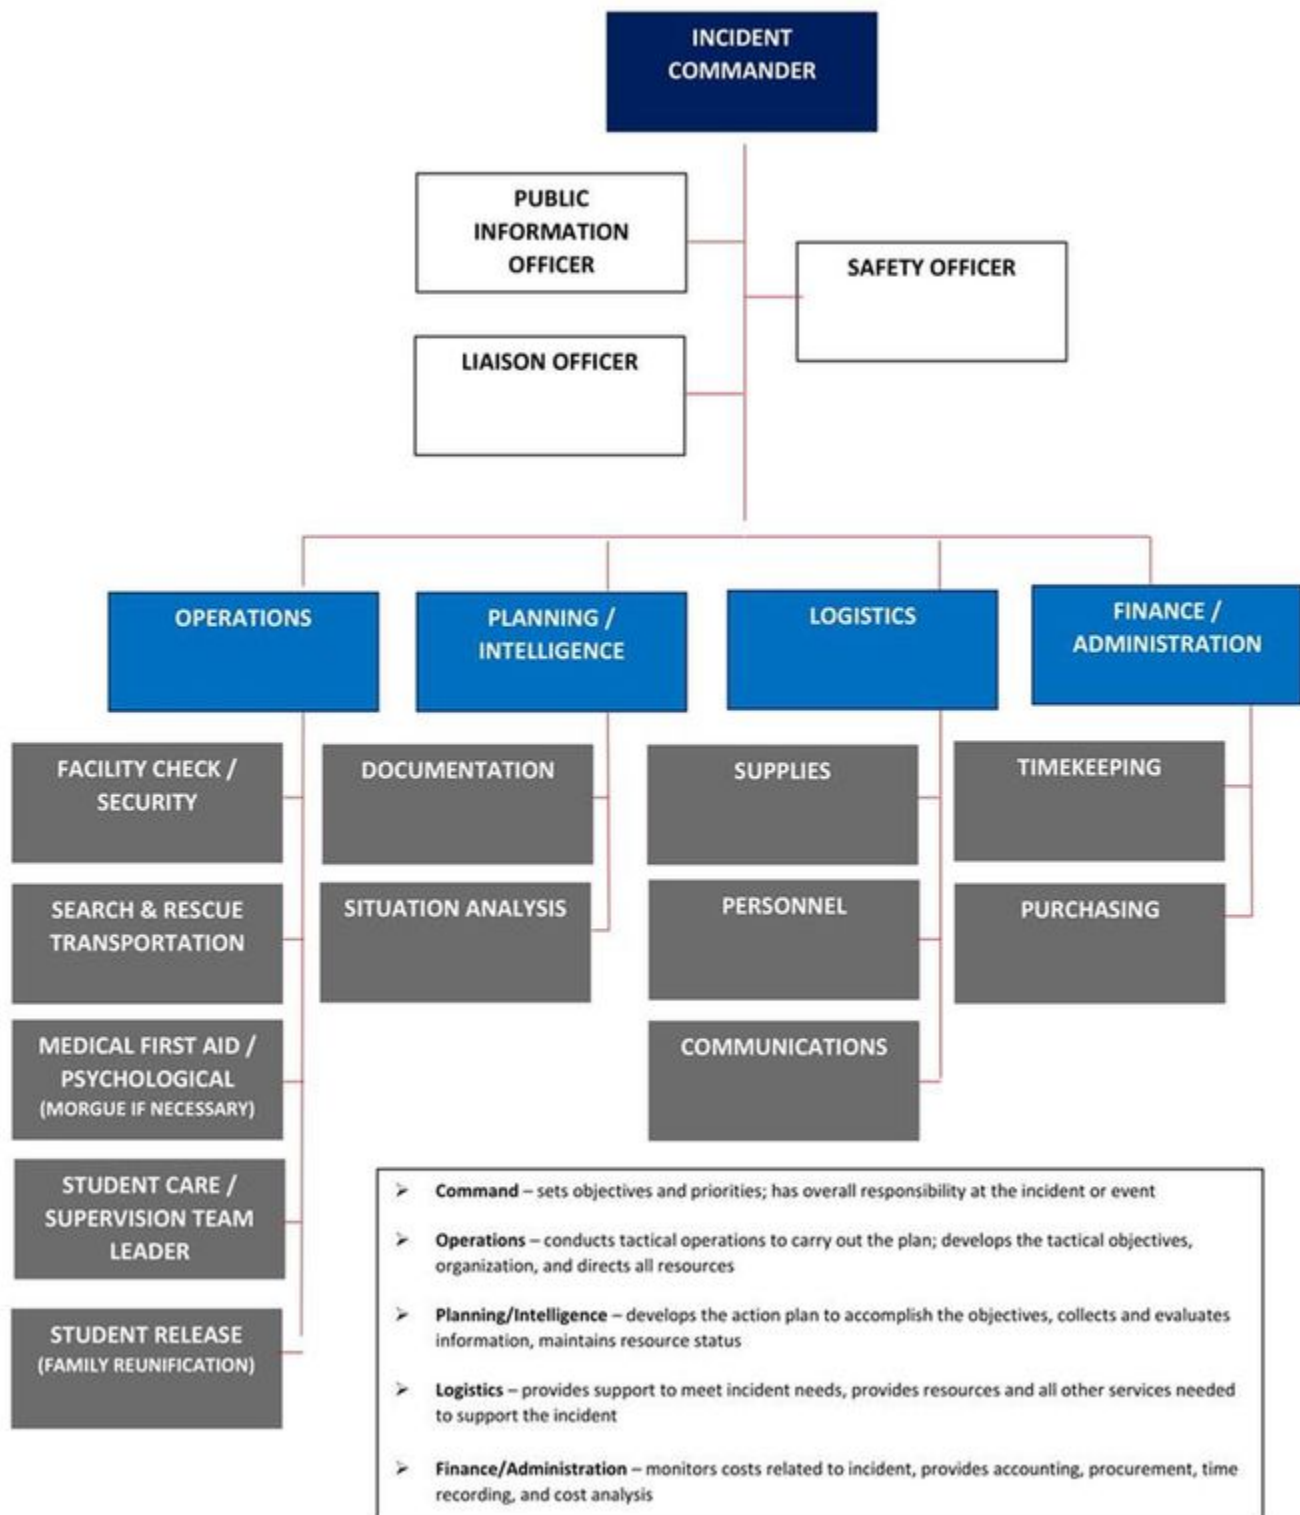 INCIDENT
COMMANDER
PUBLIC
INFORMATION
OFFICER
SAFETY OFFICER
LIAISON OFFICER
OPERATIONS
PLANNING /
INTELLIGENCE
LOGISTICS
FINANCE /
ADMINISTRATION
FACILITY CHECK /
SECURITY
SEARCH & RESCUE
TRANSPORTATION
MEDICAL FIRST AID /
PSYCHOLOGICAL
(MORGUE IF NECESSARY)
STUDENT CARE /
SUPERVISION TEAM
LEADER
STUDENT RELEASE
(FAMILY REUNIFICATION)
DOCUMENTATION
SITUATION ANALYSIS
SUPPLIES
PERSONNEL
COMMUNICATIONS
TIMEKEEPING
PURCHASING
➢ Command – sets objectives and priorities; has overall responsibility at the incident or event
➢ Operations – conducts tactical operations to carry out the plan; develops the tactical objectives,
organization, and directs all resources
➢ Planning/Intelligence – develops the action plan to accomplish the objectives, collects and evaluates
information, maintains resource status
➢ Logistics – provides support to meet incident needs, provides resources and all other services needed
to support the incident
➢ Finance/Administration – monitors costs related to incident, provides accounting, procurement, time
recording, and cost analysis